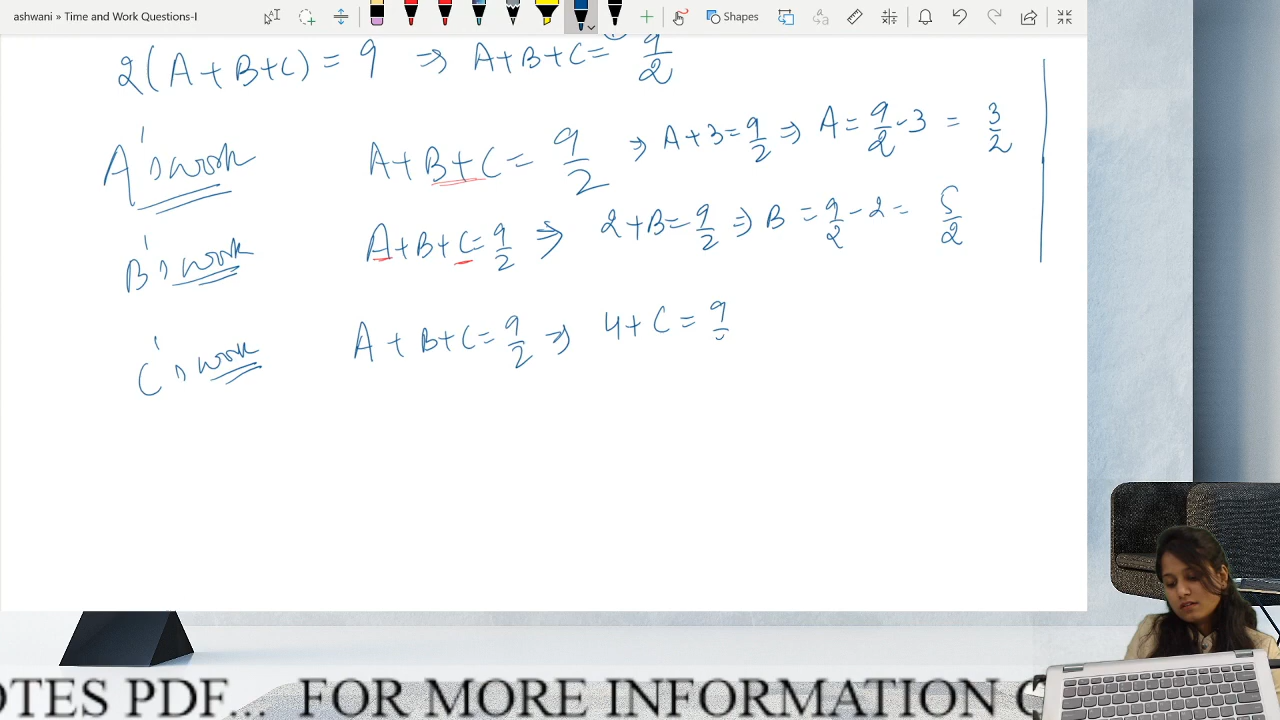 ashwani » Time and Work Questions-I
Shapes
2(A+B+C) = 9 ⇒ A+B+C = 9/2
A's work A+B+C = 9/2 ⇒ A+3 = 9/2 ⇒ A = 9/2 - 3 = 3/2
B's work A+B+C = 9/2 ⇒ 2+B = 9/2 ⇒ B = 9/2 - 2 = 5/2
C's work A+B+C = 9/2 ⇒ 4+C = 9
OTES PDF... FOR MORE INFORMATION